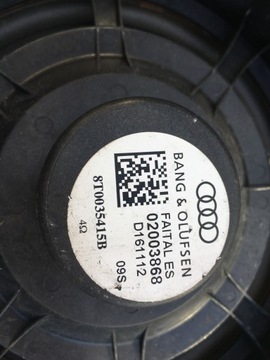 BANG & OLUFSEN
FAITAL ES
02003868
D161112
09S
8T0035415B
4Ω